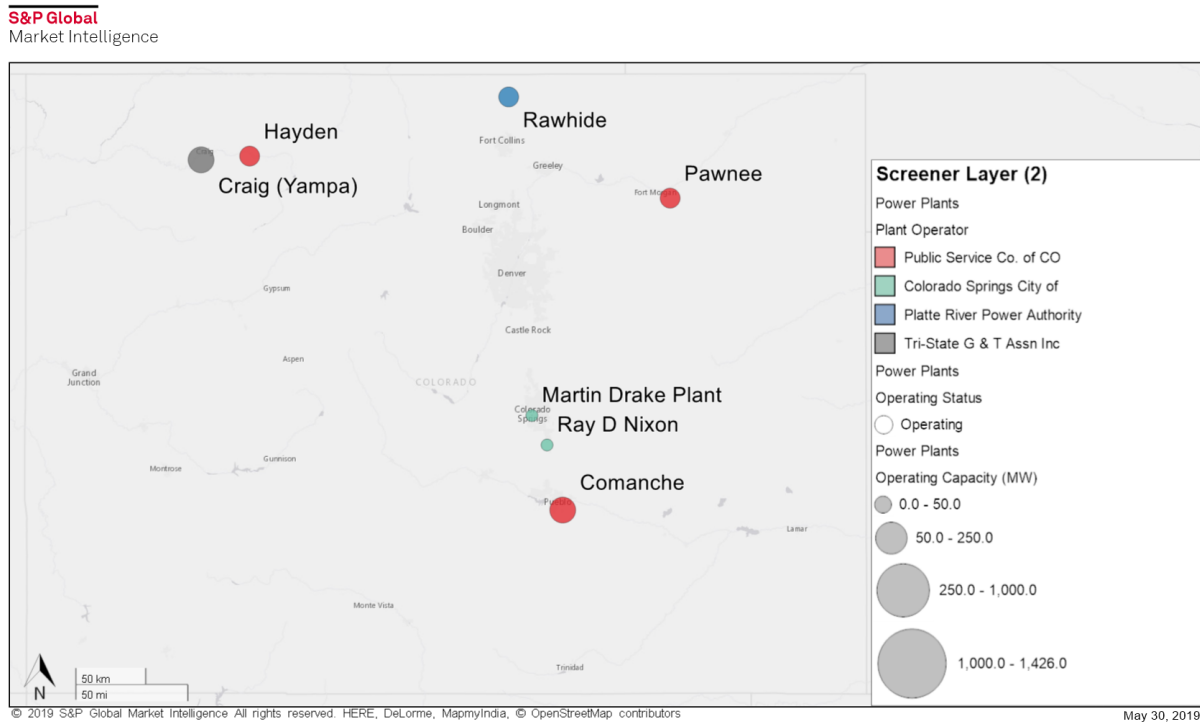 S&P Global
Market Intelligence
Rawhide
Hayden
Fort Collins
Craig (Yampa)
Greeley
Pawnee
Longmont
Boulder
Denver
Gypsum
Castle Rock
Aspen
Grand
Junction
COLORADO
Martin Drake Plant
Colorado
Springs
Ray D Nixon
Gunnison
Montrose
Comanche
Lamar
Monte Vista
Trinidad
N
50 km
50 mi
Screener Layer (2)
Power Plants
Plant Operator
Public Service Co. of CO
Colorado Springs City of
Platte River Power Authority
Tri-State G & T Assn Inc
Power Plants
Operating Status
Operating
Power Plants
Operating Capacity (MW)
0.0 - 50.0
50.0 - 250.0
250.0 - 1,000.0
1,000.0 - 1,426.0
© 2019 S&P Global Market Intelligence All rights reserved. HERE, DeLorme, MapmyIndia, © OpenStreetMap contributors
May 30, 2019